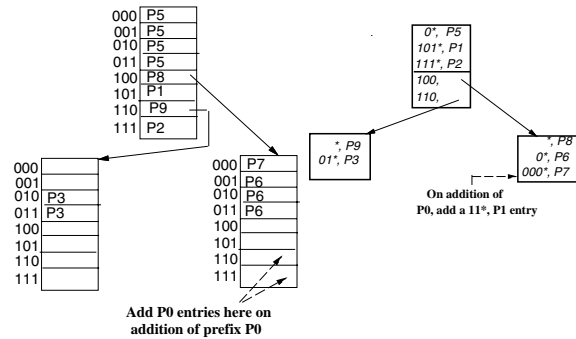 000 P5
001 P5
010 P5
011 P5
100 P8
101 P1
110 P9
111 P2
000
001
010 P3
011 P3
100
101
110
111
000 P7
001 P6
010 P6
011 P6
100
101
110
111
Add P0 entries here on
addition of prefix P0
0*, P5
101*, P1
111*, P2
100,
110,
*, P9
01*, P3
*, P8
0*, P6
000*, P7
On addition of
P0, add a 11*, P1 entry